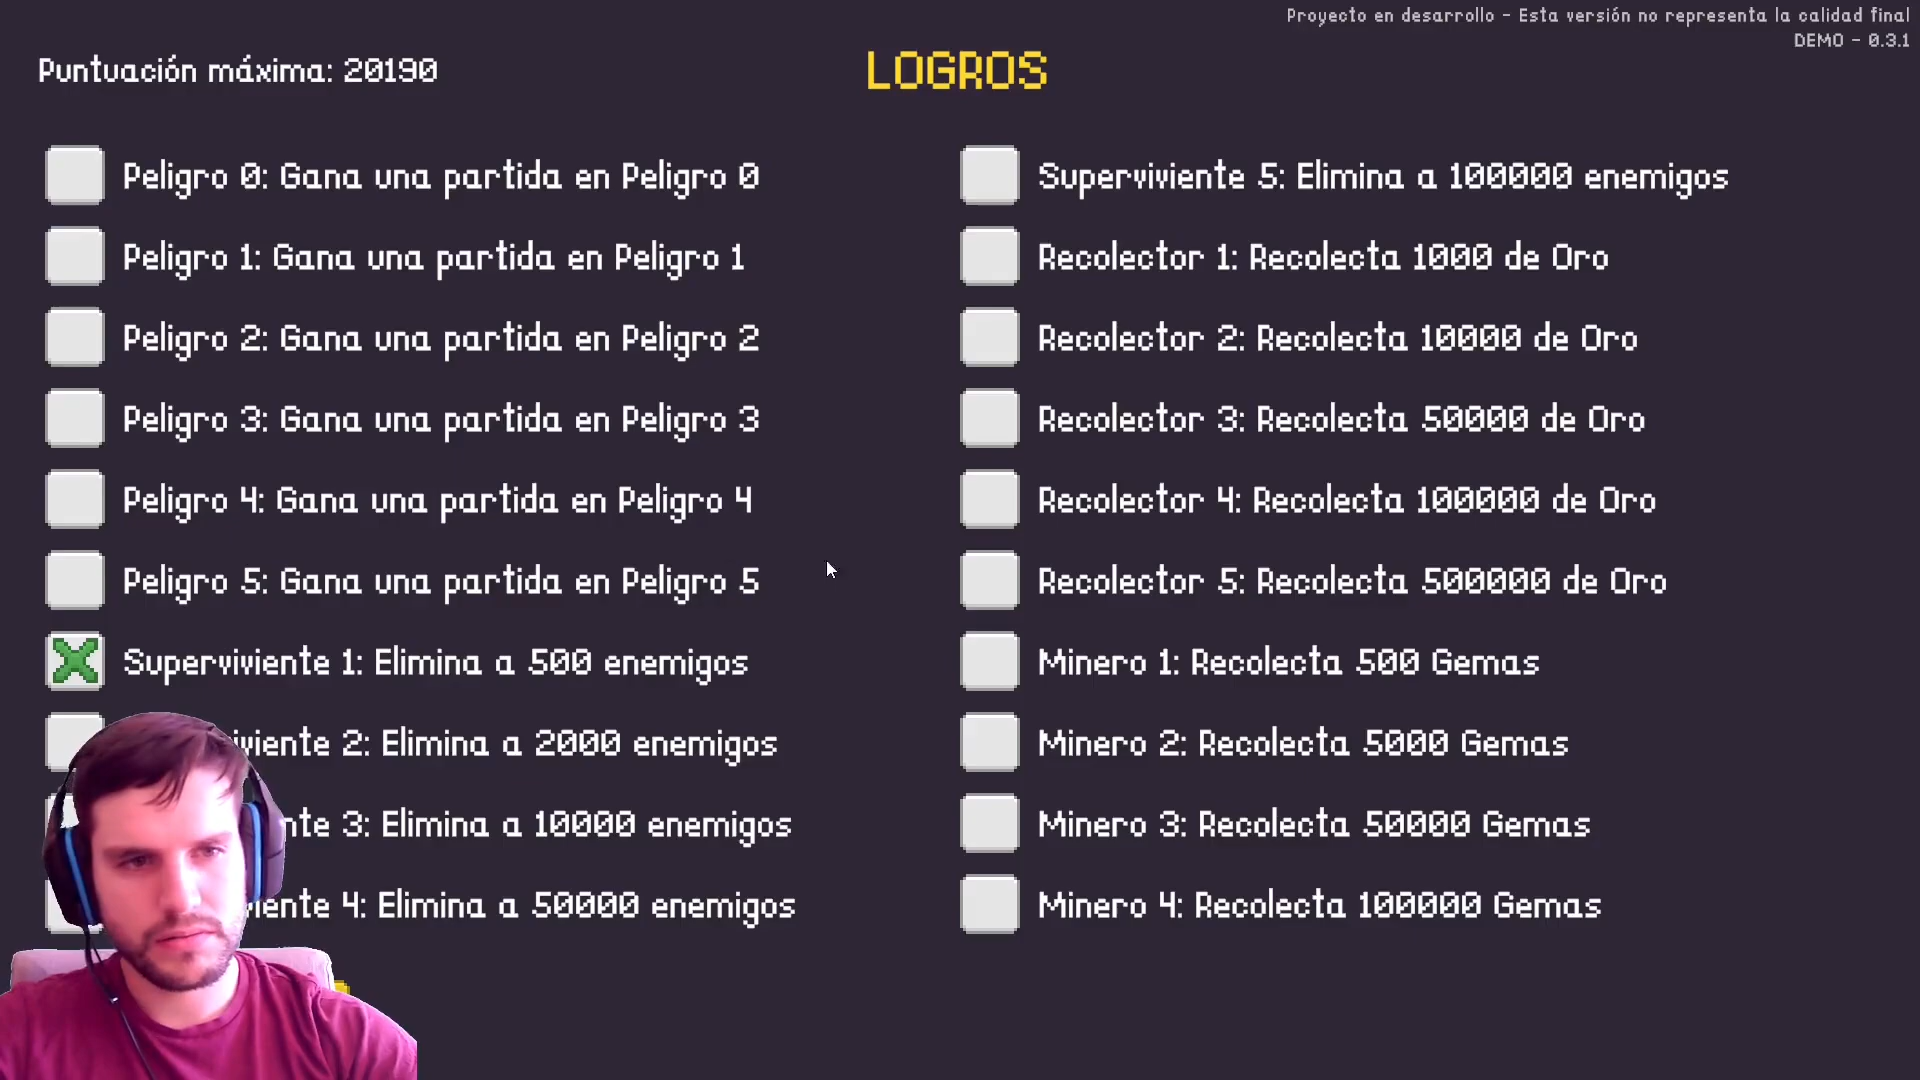 Proyecto en desarrollo - Esta versión no representa la calidad final
DEMO - 0.3.1
Puntuación máxima: 20190
LOGROS
Peligro 0: Gana una partida en Peligro 0
Peligro 1: Gana una partida en Peligro 1
Peligro 2: Gana una partida en Peligro 2
Peligro 3: Gana una partida en Peligro 3
Peligro 4: Gana una partida en Peligro 4
Peligro 5: Gana una partida en Peligro 5
Superviviente 1: Elimina a 500 enemigos
2: Elimina a 2000 enemigos
3: Elimina a 10000 enemigos
4: Elimina a 50000 enemigos
Superviviente 5: Elimina a 100000 enemigos
Recolector 1: Recolecta 1000 de Oro
Recolector 2: Recolecta 10000 de Oro
Recolector 3: Recolecta 50000 de Oro
Recolector 4: Recolecta 100000 de Oro
Recolector 5: Recolecta 500000 de Oro
Minero 1: Recolecta 500 Gemas
Minero 2: Recolecta 5000 Gemas
Minero 3: Recolecta 50000 Gemas
Minero 4: Recolecta 100000 Gemas